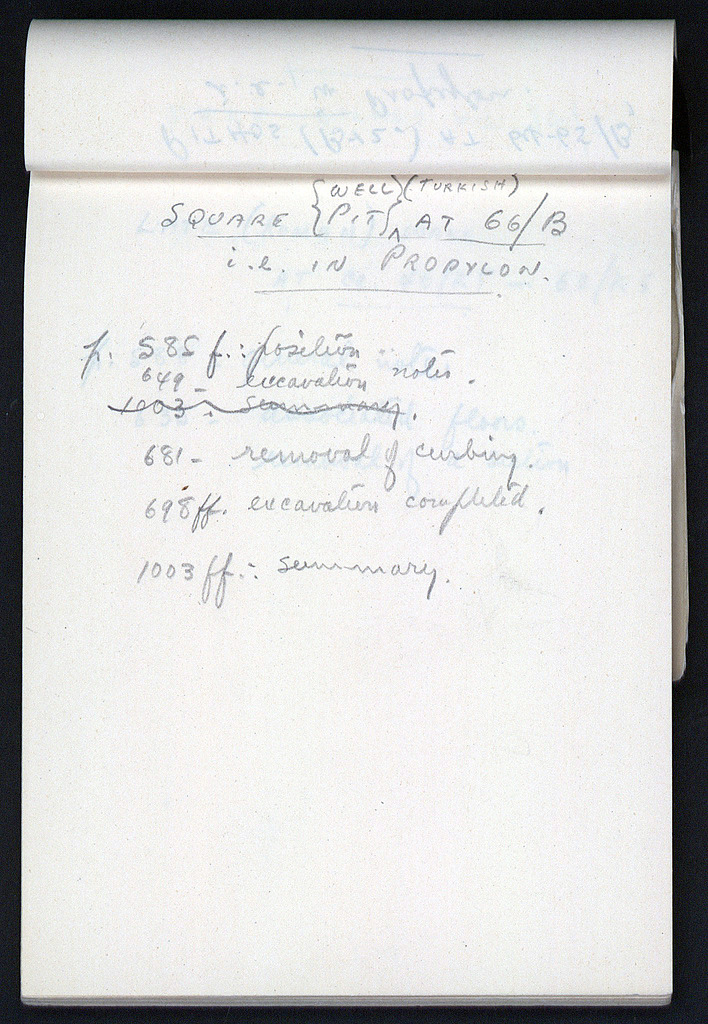 {WELL} (TURKISH)
SQUARE {PIT}^ AT 66/B
i.e. IN PROPYLON.
p. 585 f.: position notes.
649 - excavation
1003 : summary.
681 - removal of curbing.
698 ff. excavation completed.
1003 ff.: summary.